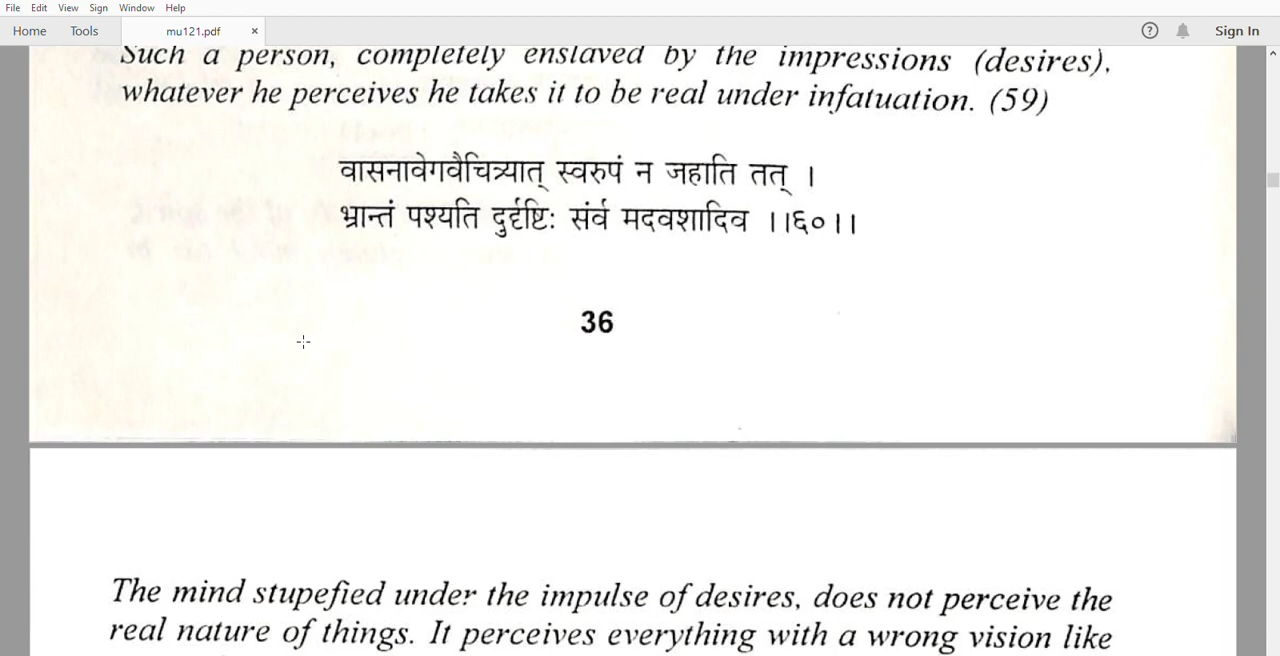 File Edit View Sign Window Help
Home Tools mu121.pdf × ? Sign In
Such a person, completely enslaved by the impressions (desires),
whatever he perceives he takes it to be real under infatuation. (59)
वासनावेगवैचित्र्यात् स्वरुपं न जहाति तत् ।
भ्रान्तं पश्यति दुर्दृष्टिः संर्व मदवशादिव ।।६०।।
36
The mind stupefied under the impulse of desires, does not perceive the
real nature of things. It perceives everything with a wrong vision like